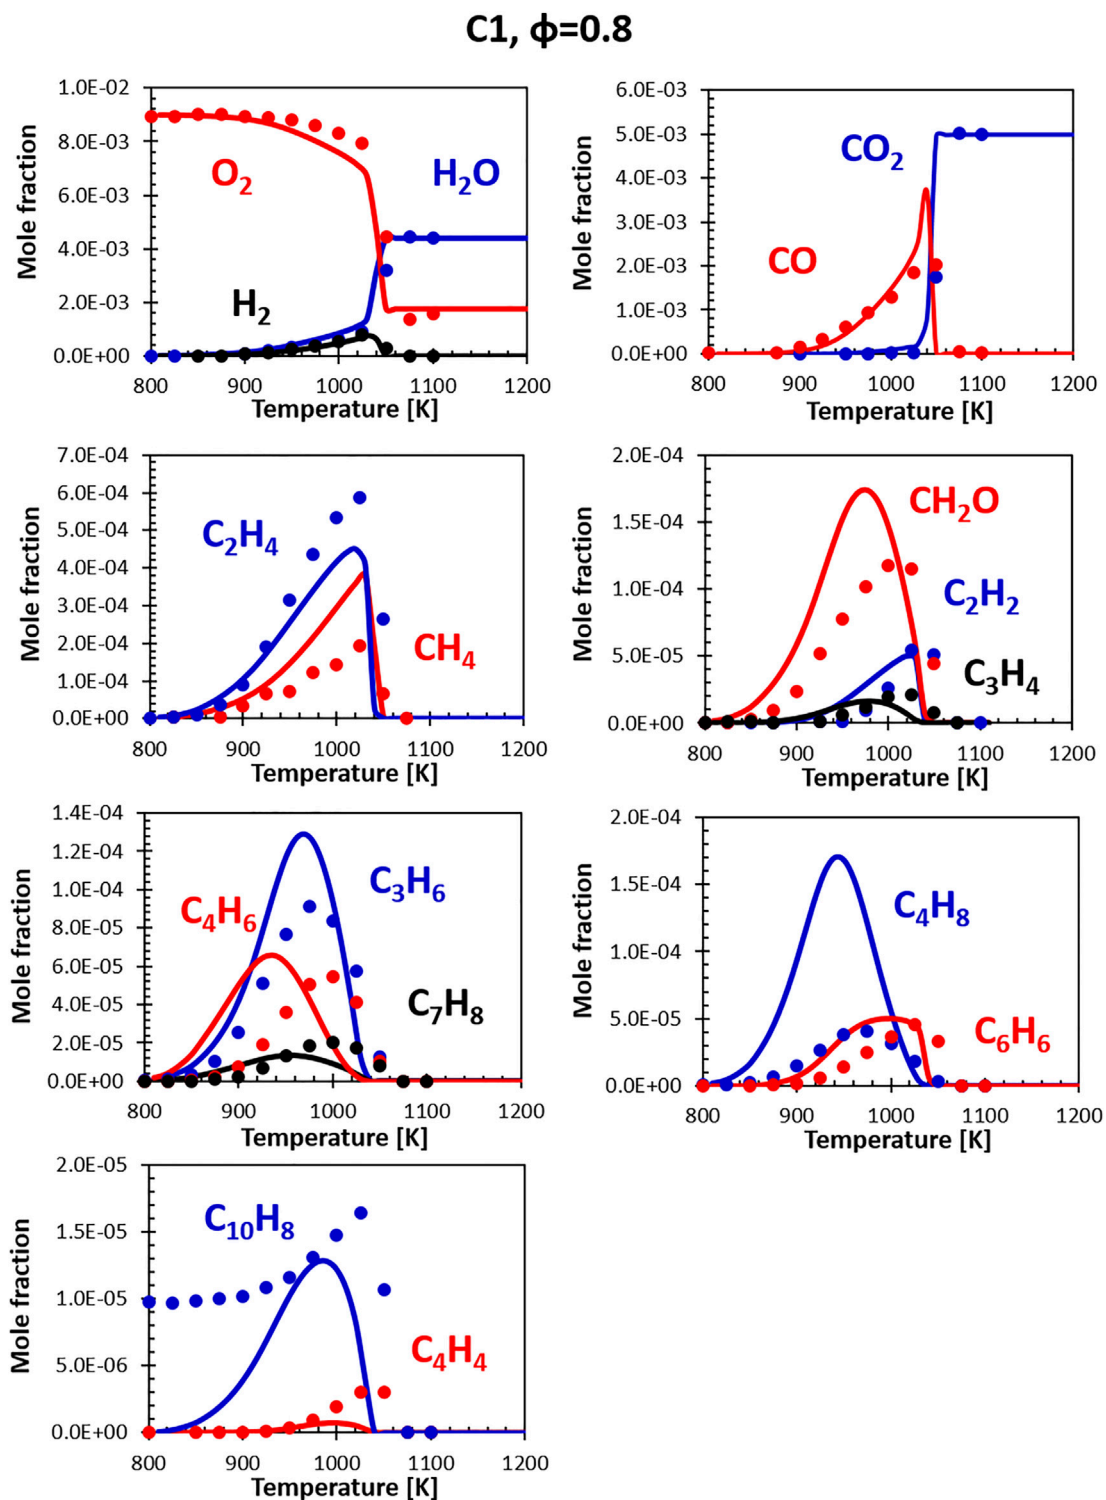 C1, ϕ=0.8
1.0E-02
8.0E-03
6.0E-03
4.0E-03
2.0E-03
0.0E+00
Mole fraction
O2
H2O
H2
800 900 1000 1100 1200
Temperature [K]
6.0E-03
5.0E-03
4.0E-03
3.0E-03
2.0E-03
1.0E-03
0.0E+00
Mole fraction
CO2
CO
800 900 1000 1100 1200
Temperature [K]
7.0E-04
6.0E-04
5.0E-04
4.0E-04
3.0E-04
2.0E-04
1.0E-04
0.0E+00
Mole fraction
C2H4
CH4
800 900 1000 1100 1200
Temperature [K]
2.0E-04
1.5E-04
1.0E-04
5.0E-05
0.0E+00
Mole fraction
CH2O
C2H2
C3H4
800 900 1000 1100 1200
Temperature [K]
1.4E-04
1.2E-04
1.0E-04
8.0E-05
6.0E-05
4.0E-05
2.0E-05
0.0E+00
Mole fraction
C3H6
C4H6
C7H8
800 900 1000 1100 1200
Temperature [K]
2.0E-04
1.5E-04
1.0E-04
5.0E-05
0.0E+00
Mole fraction
C4H8
C6H6
800 900 1000 1100 1200
Temperature [K]
2.0E-05
1.5E-05
1.0E-05
5.0E-06
0.0E+00
Mole fraction
C10H8
C4H4
800 900 1000 1100 1200
Temperature [K]